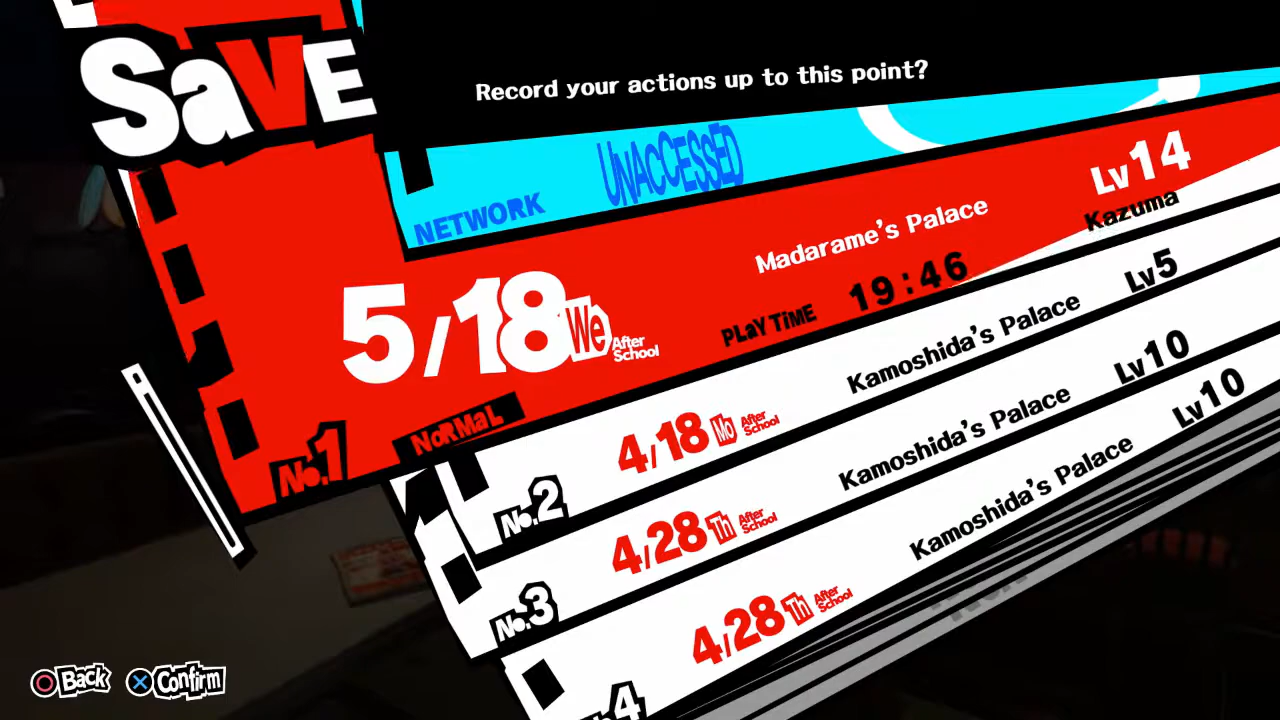 SaVE
Record your actions up to this point?
NETWORK UNACCESSED
Lv14
Madarame's Palace
Kazuma
5/18 We After School
PLaY TiME 19:46
No.1 NoRMaL
Lv5
Kamoshida's Palace
4/18 Mo After School
No.2
Lv10
Kamoshida's Palace
4/28 Th After School
No.3
Lv10
Kamoshida's Palace
4/28 Th After School
4
Back Confirm